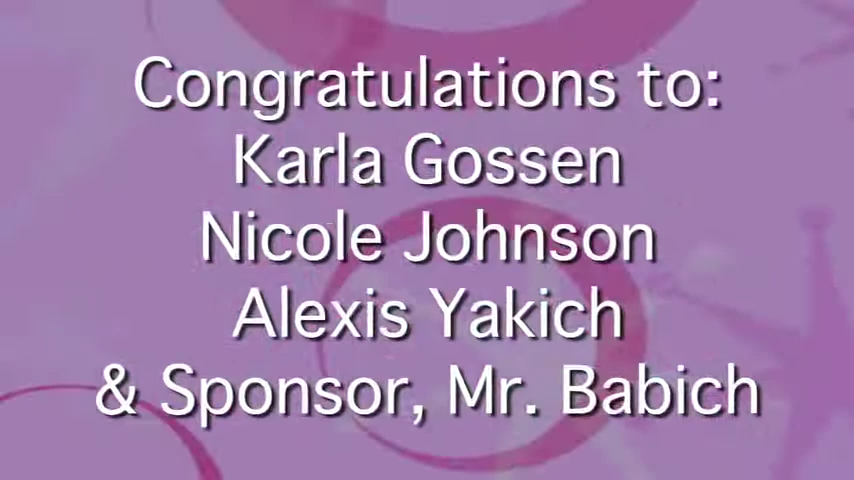 Congratulations to:
Karla Gossen
Nicole Johnson
Alexis Yakich
& Sponsor, Mr. Babich